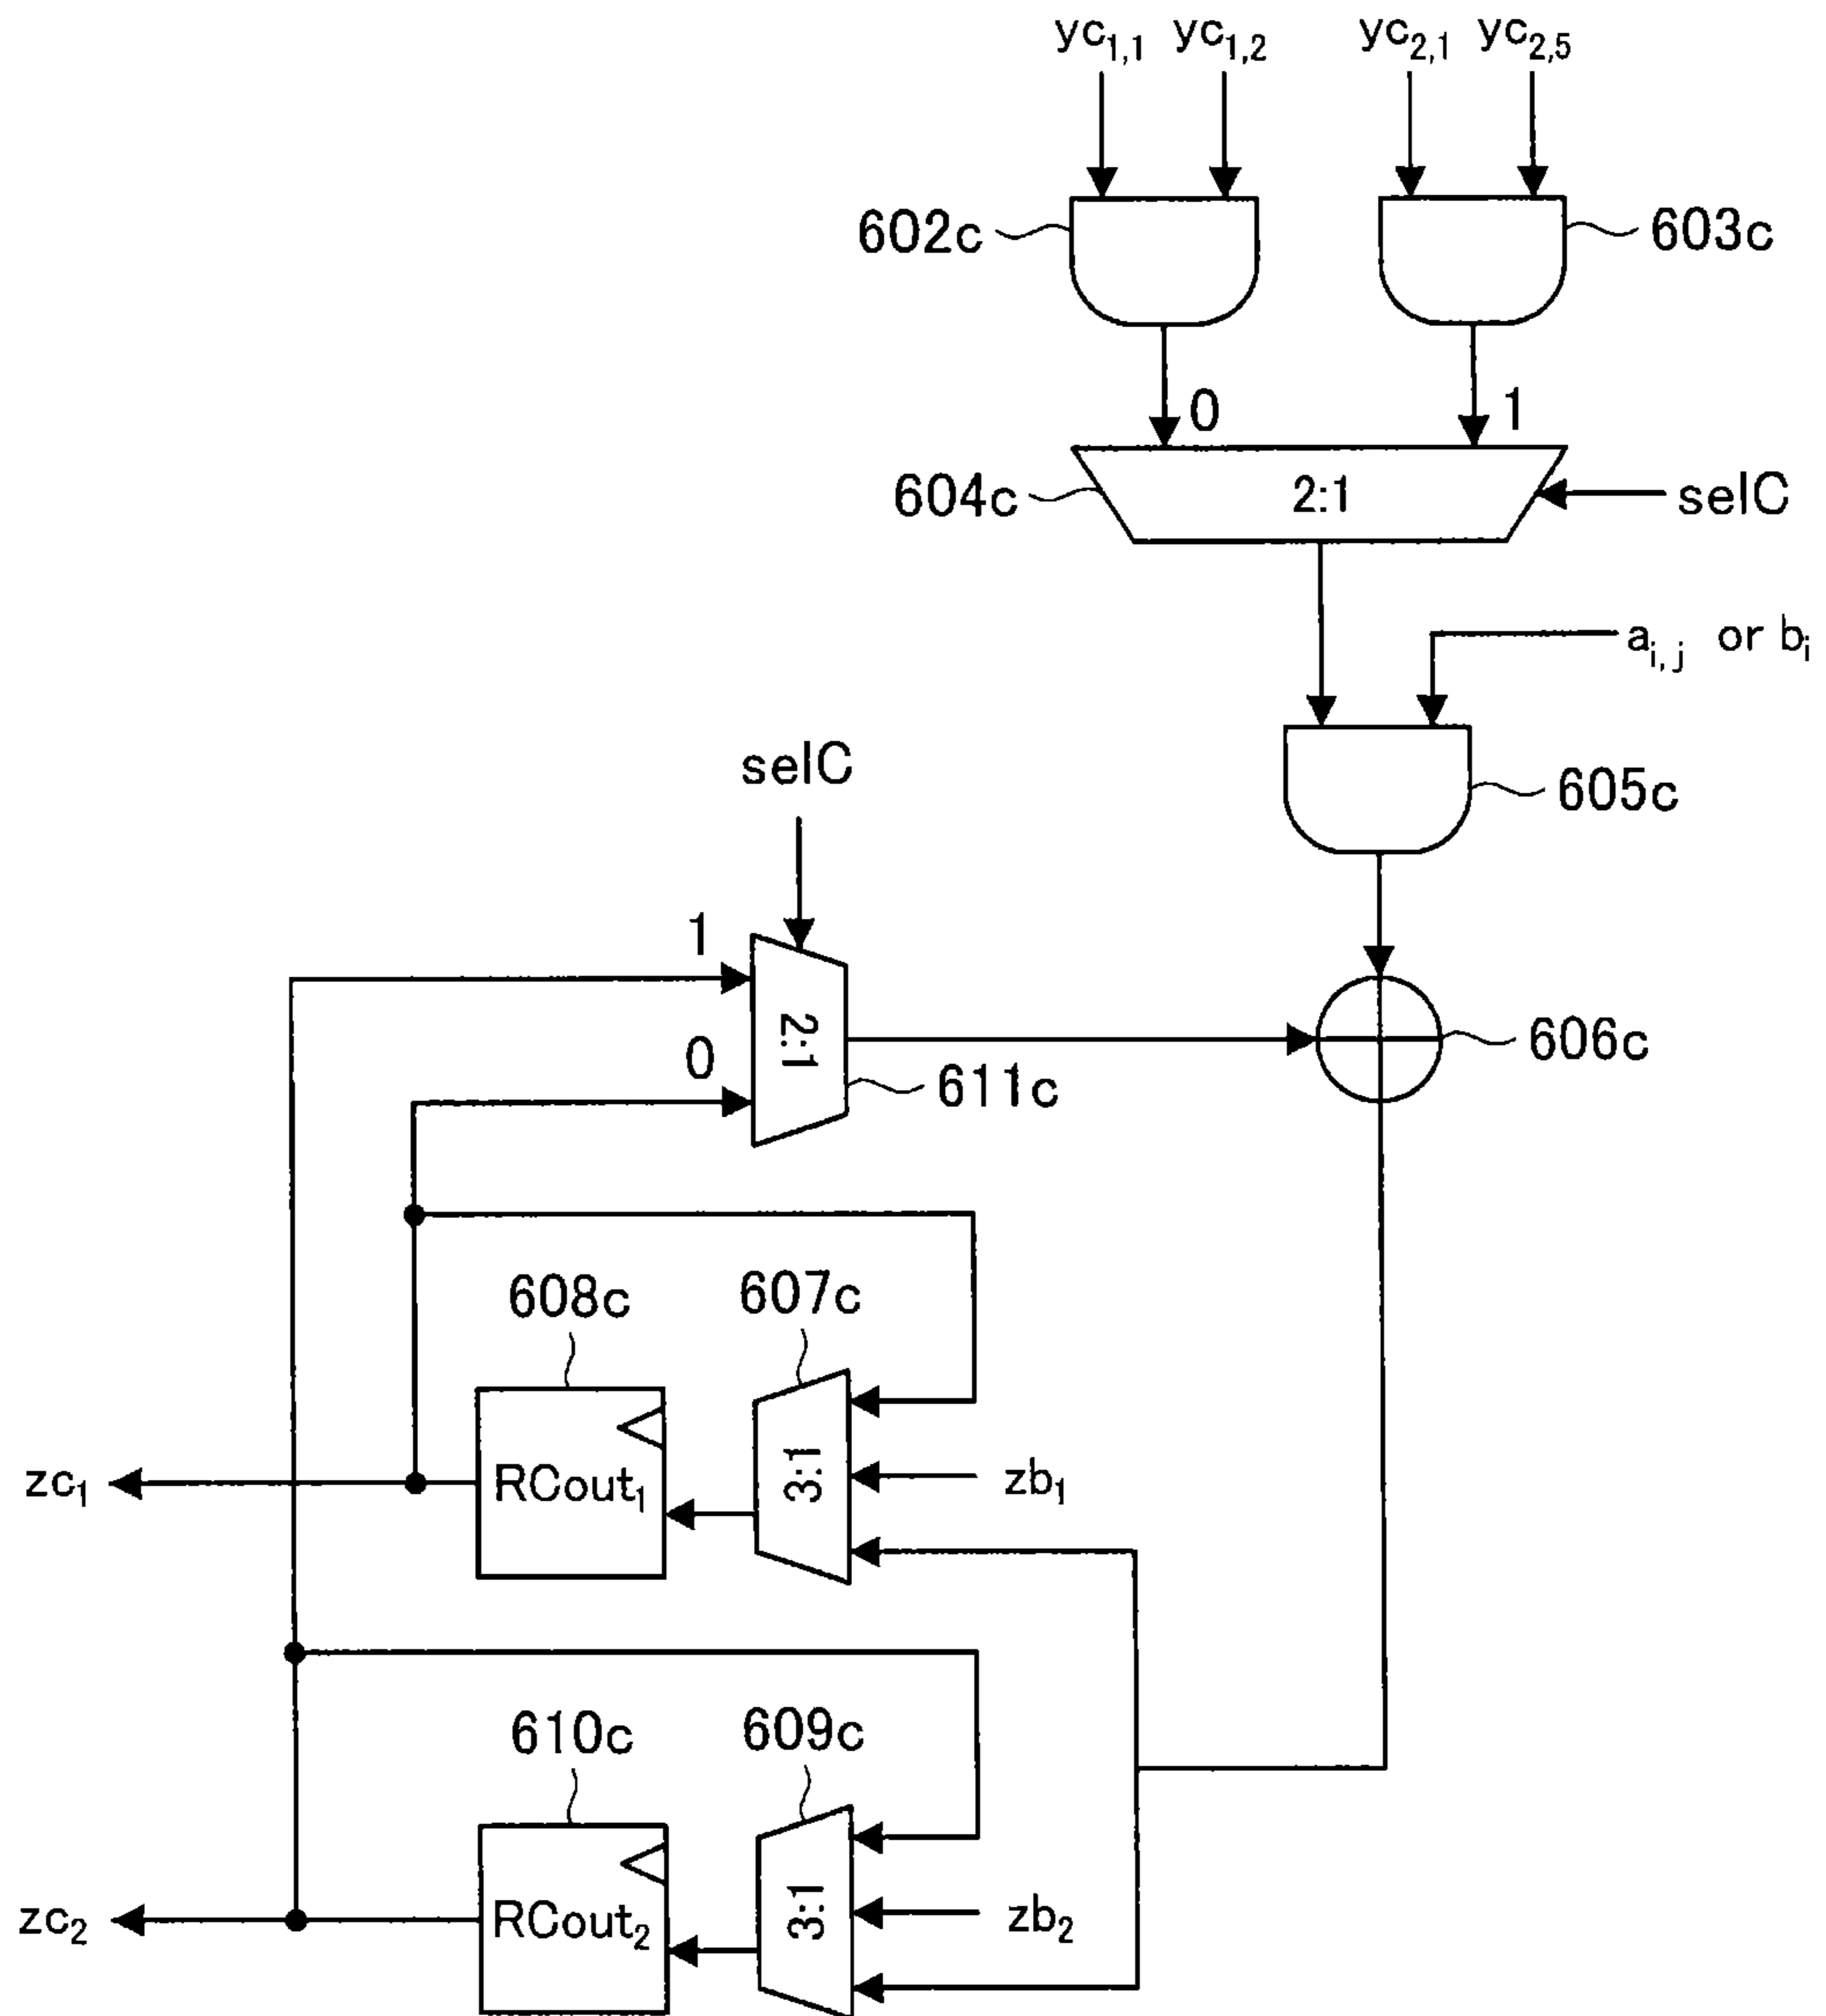 yc1,1 yc1,2 yc2,1 yc2,5
602c 603c
0 1
604c 2:1 selC
ai,j or bi
selC 605c
1
2:1 606c
0
611c
608c 607c
zc1 RCout1 3:1 zb1
610c 609c
zc2 RCout2 3:1 zb2